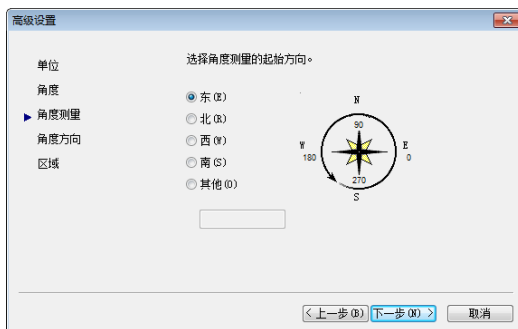 高级设置
单位
角度
角度测量
角度方向
区域
选择角度测量的起始方向。
东(E)
北(R)
西(W)
南(S)
其他(O)
N
90
W
180
E
0
270
S
<上一步(B)
下一步(N)>
取消